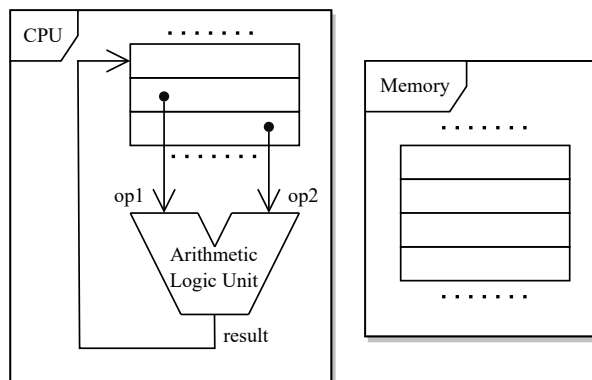 CPU
Memory
op1
op2
Arithmetic
Logic Unit
result